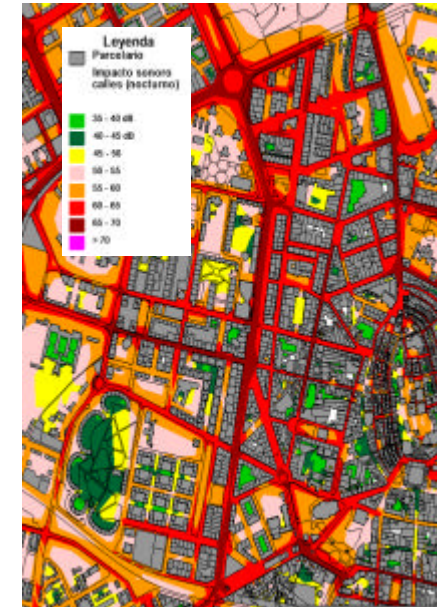 Leyenda
Parcelario
Impacto sonoro
calles (nocturno)
35 - 40 dB
40 - 45 dB
45 - 50
50 - 55
55 - 60
60 - 65
65 - 70
> 70